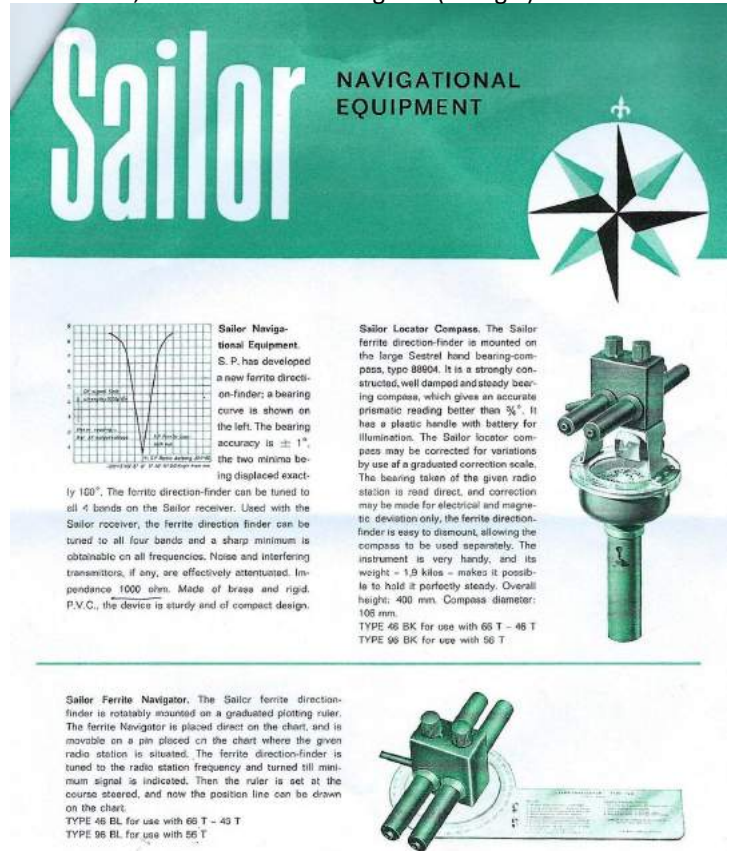 Sailor
NAVIGATIONAL
EQUIPMENT
Sailor Naviga-
tional Equipment.
S. P. has developed
a new ferrite directi-
on-finder; a bearing
curve is shown on
the left. The bearing
accuracy is ± 1°,
the two minima be-
ing displaced exact-
ly 180°. The ferrite direction-finder can be tuned to
all 4 bands on the Sailor receiver. Used with the
Sailor receiver, the ferrite direction finder can be
tuned to all four bands and a sharp minimum is
obtainable on all frequencies. Noise and interfering
transmitters, if any, are effectively attentuated. Im-
pendance 1000 ohm. Made of brass and rigid.
P.V.C., the device is sturdy and of compact design.
Sailor Locator Compass. The Sailor
ferrite direction-finder is mounted on
the large Sestrel hand bearing-com-
pass, type 88904. It is a strongly con-
structed, well damped and steady bear-
ing compass, which gives an accurate
prismatic reading better than It
has a plastic handle with battery for
illumination. The Sailor locator com-
pass may be corrected for variations
by use af a graduated correction scale.
The bearing taken of the given radio
station is read direct, and correction
may be made for electrical and magne-
tic deviation only, the ferrite direction-
finder is easy to dismount, allowing the
compass to be used separately. The
instrument is very handy, and its
weight – 1,9 kilos – makes it possib-
le to hold it perfectly steady. Overall
height: 400 mm. Compass diameter:
106 mm.
TYPE 46 BK for use with 66 T – 46 T
TYPE 96 BK for use with 56 T
Sailor Ferrite Navigator. The Sailor ferrite direction-
finder is rotatably mounted on a graduated plotting ruler.
The ferrite Navigator is placed direct on the chart, and is
movable on a pin placed on the chart where the given
radio station is situated. The ferrite direction-finder is
tuned to the radio station frequency and turned till mini-
mum signal is indicated. Then the ruler is set at the
course steered, and now the position line can be drawn
on the chart.
TYPE 46 BL for use with 66 T – 43 T
TYPE 96 BL for use with 56 T